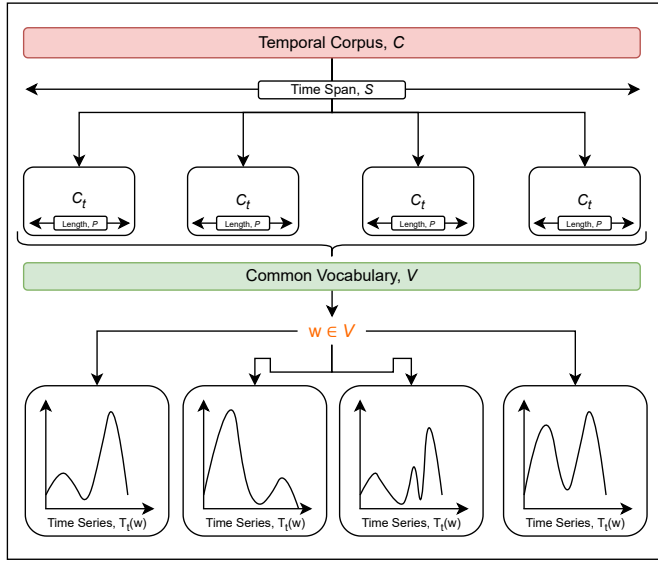 Temporal Corpus, C
Time Span, S
C_t C_t C_t C_t
Length, P Length, P Length, P Length, P
Common Vocabulary, V
w ∈ V
Time Series, T_t(w) Time Series, T_t(w) Time Series, T_t(w) Time Series, T_t(w)